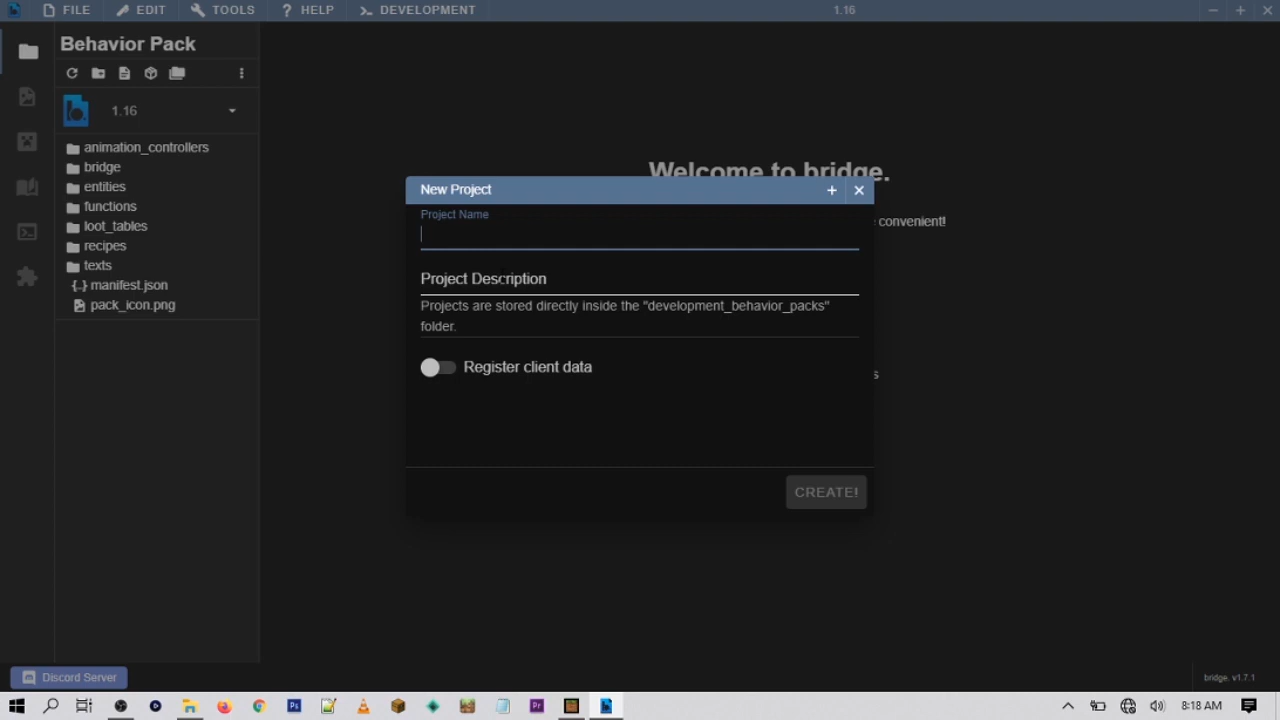 FILE EDIT TOOLS HELP DEVELOPMENT 1.16
Behavior Pack
1.16
animation_controllers
bridge
entities
functions
loot_tables
recipes
texts
{..} manifest.json
pack_icon.png
Welcome to bridge.
convenient!
s
New Project
Project Name
Project Description
Projects are stored directly inside the "development_behavior_packs"
folder.
Register client data
CREATE!
Discord Server
bridge. v1.7.1
8:18 AM